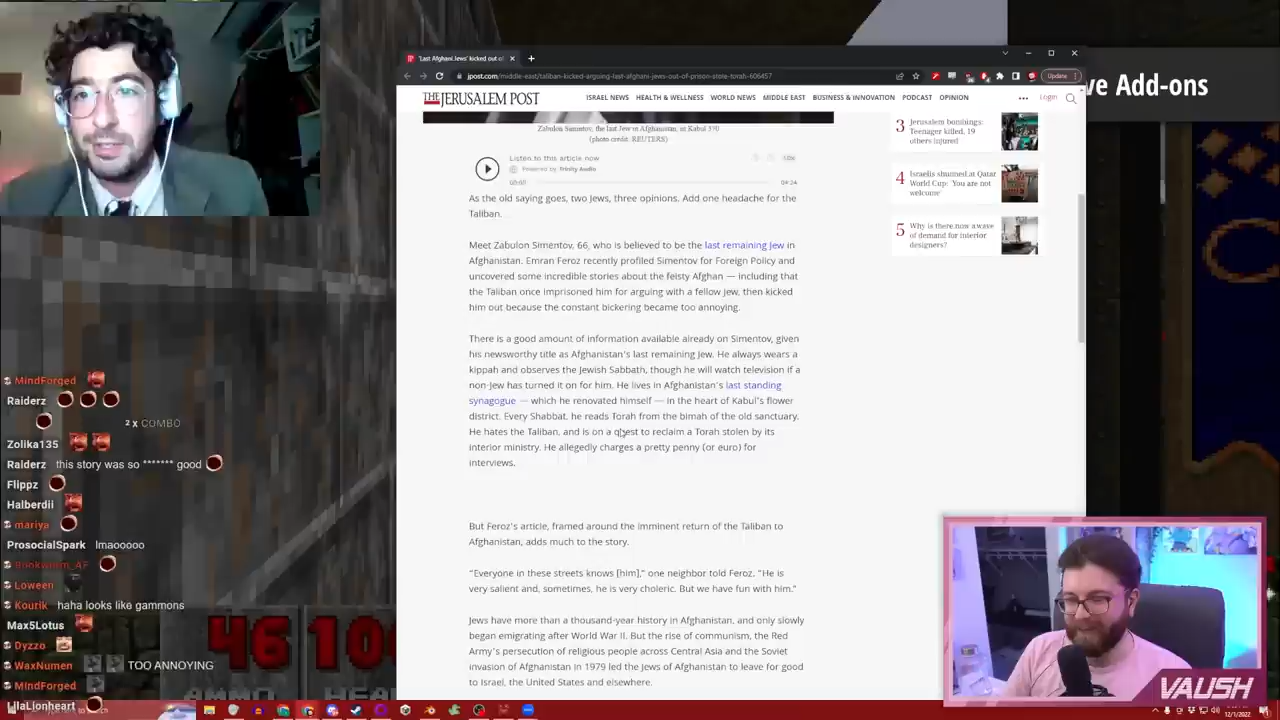 'Last Afghani Jews' kicked out of
jpost.com/middle-east/taliban-kicked-argoing-last-afghani-jews-out-of-prison-stole-torah-606457
Update
ve Add-ons
THE JERUSALEM POST
ISRAEL NEWS HEALTH & WELLNESS WORLD NEWS MIDDLE EAST BUSINESS & INNOVATION PODCAST OPINION
Login
Zabulon Simentov, the last Jew in Afghanistan, at Kabul 370
(photo credit: REUTERS)
Listen to this article now
Powered by Trinity Audio
00:00
04:24
As the old saying goes, two Jews, three opinions. Add one headache for the
Taliban.
Meet Zabulon Simentov, 66, who is believed to be the last remaining Jew in
Afghanistan. Emran Feroz recently profiled Simentov for Foreign Policy and
uncovered some incredible stories about the feisty Afghan — including that
the Taliban once imprisoned him for arguing with a fellow Jew, then kicked
him out because the constant bickering became too annoying.
There is a good amount of information available already on Simentov, given
his newsworthy title as Afghanistan's last remaining Jew. He always wears a
kippah and observes the Jewish Sabbath, though he will watch television if a
non-Jew has turned it on for him. He lives in Afghanistan's last standing
synagogue — which he renovated himself — in the heart of Kabul's flower
district. Every Shabbat, he reads Torah from the bimah of the old sanctuary.
He hates the Taliban, and is on a quest to reclaim a Torah stolen by its
interior ministry. He allegedly charges a pretty penny (or euro) for
interviews.
But Feroz's article, framed around the imminent return of the Taliban to
Afghanistan, adds much to the story.
"Everyone in these streets knows [him]," one neighbor told Feroz. "He is
very salient and, sometimes, he is very choleric. But we have fun with him."
Jews have more than a thousand-year history in Afghanistan, and only slowly
began emigrating after World War II. But the rise of communism, the Red
Army's persecution of religious people across Central Asia and the Soviet
invasion of Afghanistan in 1979 led the Jews of Afghanistan to leave for good
to Israel, the United States and elsewhere.
3 Jerusalem bombings:
Teenager killed, 19
others injured
4 Israelis shunned at Qatar
World Cup: 'You are not
welcome'
5 Why is there now a wave
of demand for interior
designers?
MindForged
Raiderz
2 x COMBO
Zolika135
Raiderz this story was so ******* good
Flippz
Halberdii
mariya
ProsocialSpark lmaooooo
Bookworm_AF
Loween
Kourik haha looks like gammons
Max5Lotus
Dyzzo
WaxNumen TOO ANNOYING
HaLionheart
46
AMMO
VAUSH
12/1/2022